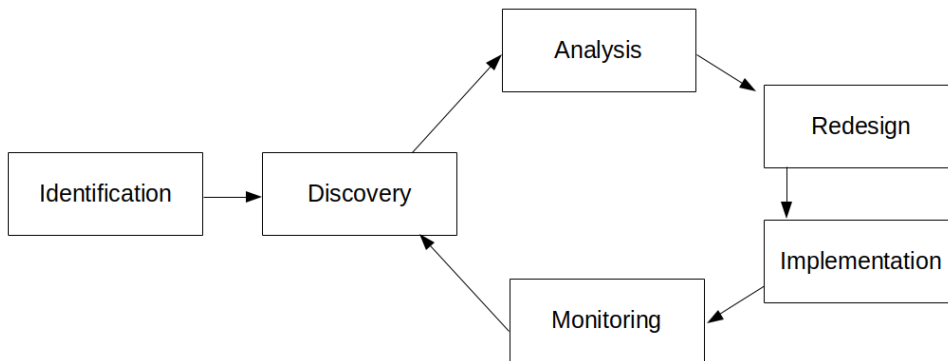 Identification
Discovery
Analysis
Redesign
Implementation
Monitoring